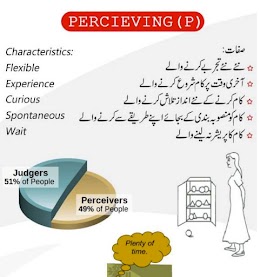 PERCIEVING (P)
Characteristics:
Flexible
Experience
Curious
Spontaneous
Wait
صفات:
نئے نئے تجربے کرنے والے
آخری وقت پر کام شروع کرنے والے
کام کرنے کے نئے انداز تلاش کرنے والے
کام کو منصوبہ بندی کے بجائے اپنے طریقے سے کرنے والے
کام کا پریشر نہ لینے والے
Judgers
51% of People
Perceivers
49% of People
Plenty of
time.